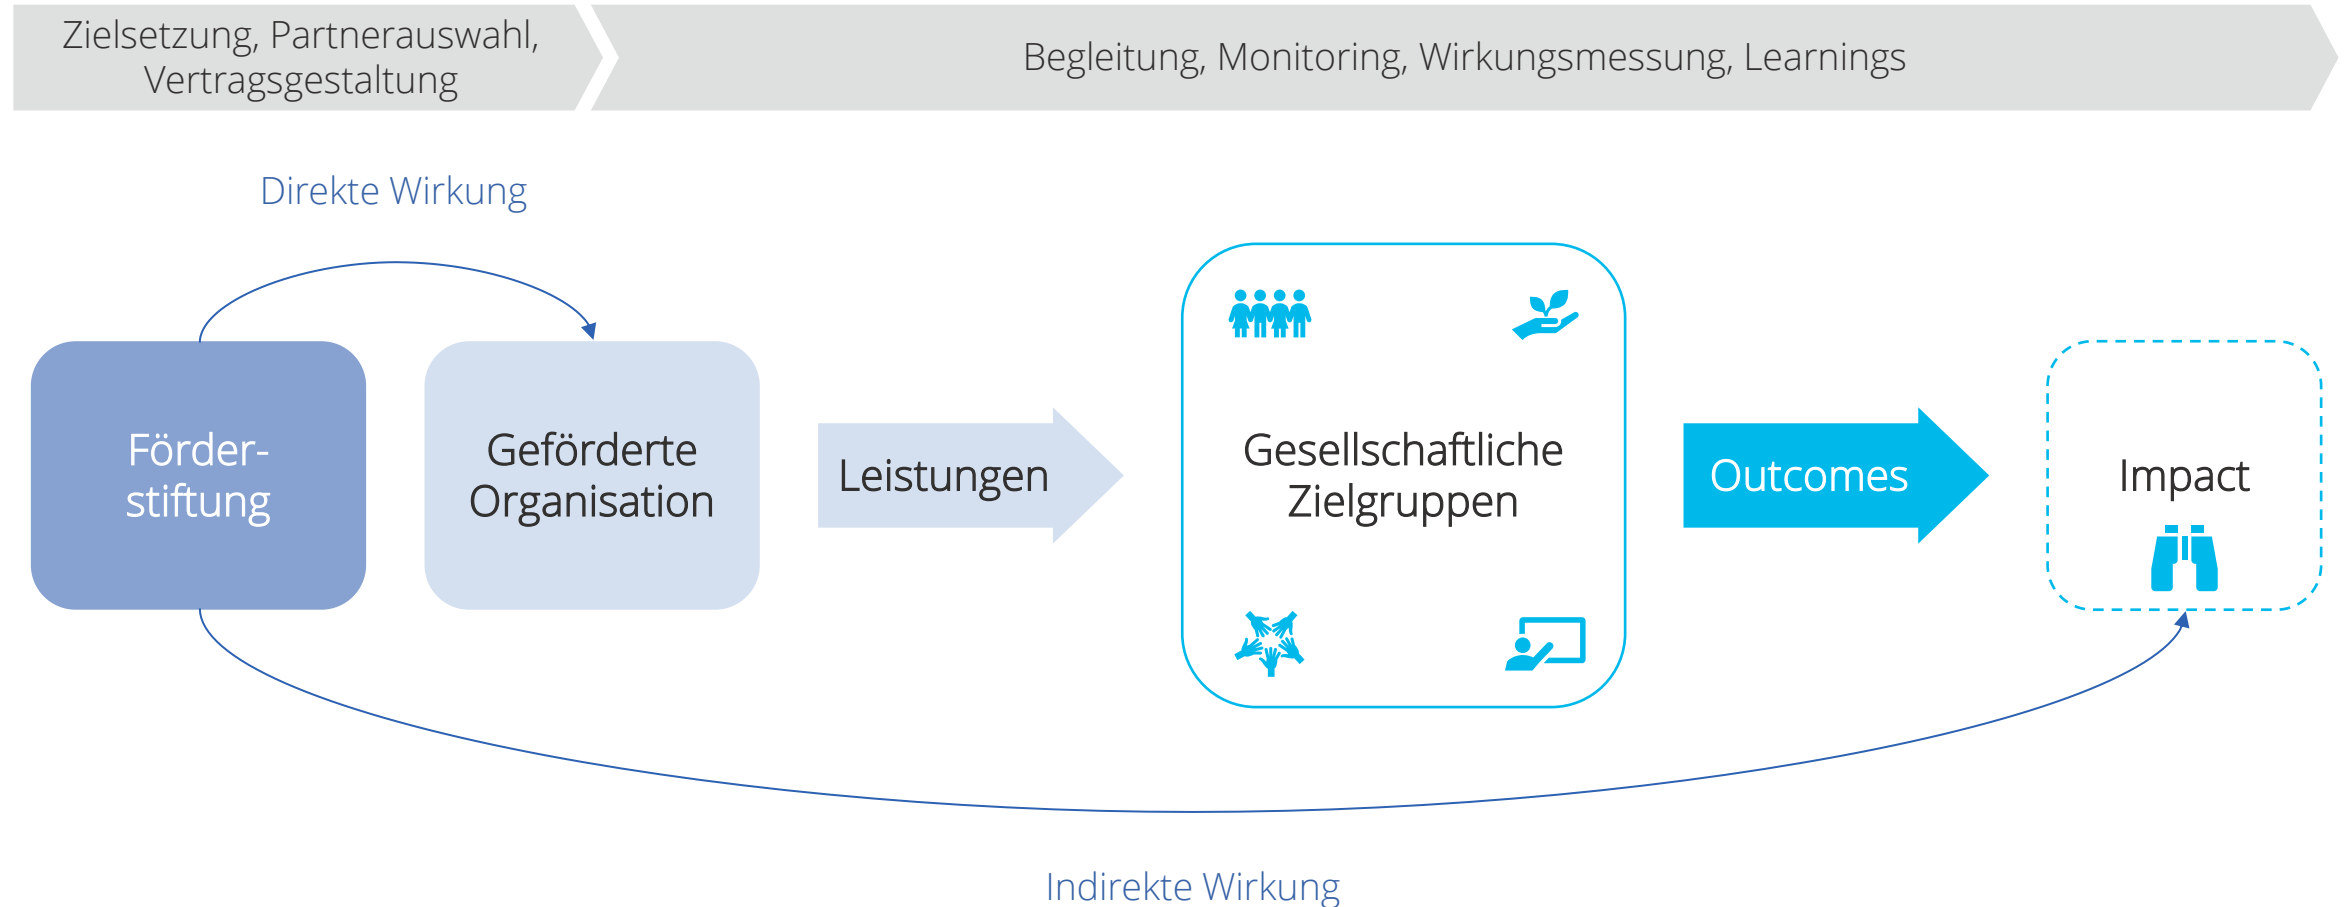 Zielsetzung, Partnerauswahl,
Vertragsgestaltung
Begleitung, Monitoring, Wirkungsmessung, Learnings
Direkte Wirkung
Förder-
stiftung
Geförderte
Organisation
Leistungen
Gesellschaftliche
Zielgruppen
Outcomes
Impact
Indirekte Wirkung